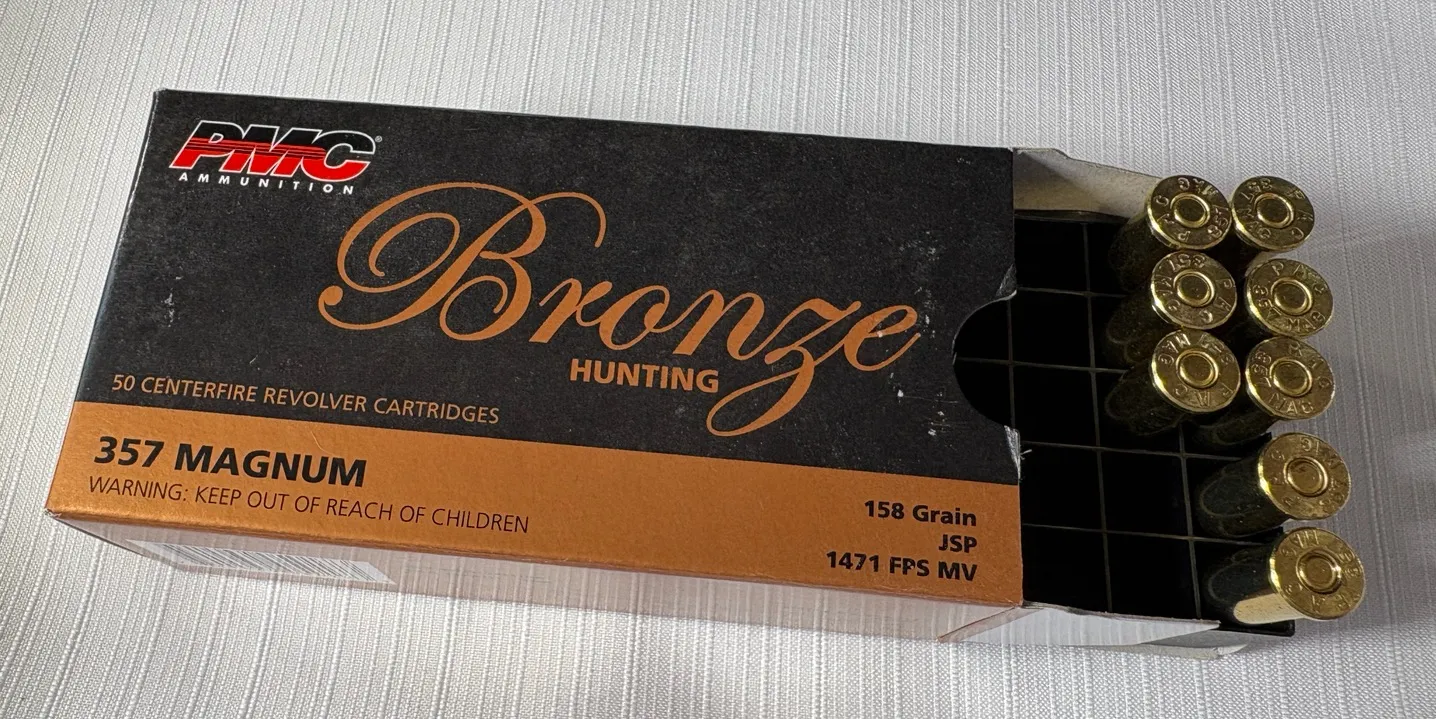 PMC®
AMMUNITION
Bronze
HUNTING
50 CENTERFIRE REVOLVER CARTRIDGES
357 MAGNUM
WARNING: KEEP OUT OF REACH OF CHILDREN
158 Grain
JSP
1471 FPS MV